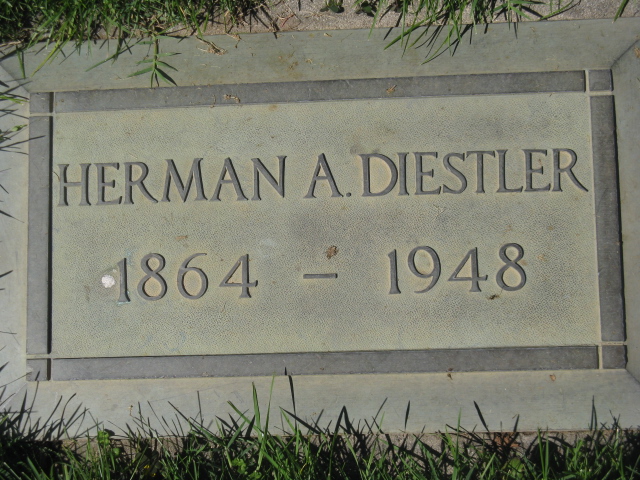 HERMAN A. DIESTLER
1864 – 1948